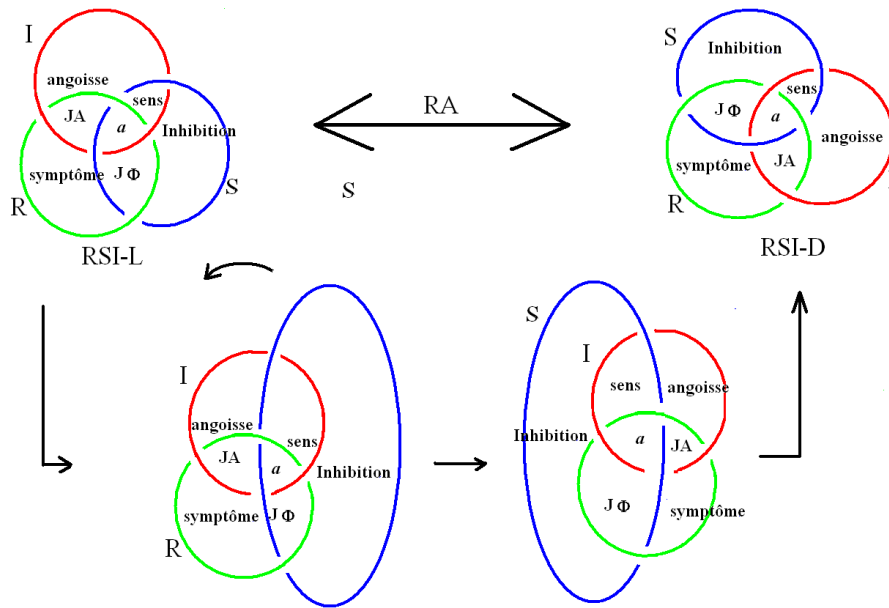 I
angoisse
sens
JA
a
Inhibition
symptôme
JΦ
R
S
RSI-L
RA
S
S
Inhibition
sens
JΦ
a
angoisse
symptôme
JA
R
RSI-D
I
angoisse
sens
JA
a
Inhibition
symptôme
JΦ
R
S
I
sens
angoisse
Inhibition
a
JA
JΦ
symptôme
R